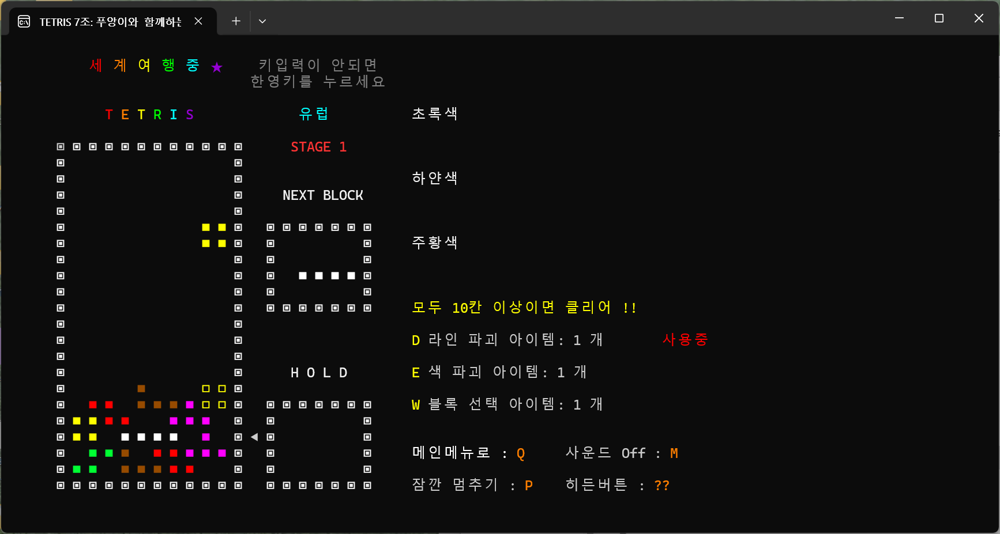 TETRIS 7조: 푸앙이와 함께하는
세 계 여 행 중 ★
키입력이 안되면
한영키를 누르세요
T E T R I S
유럽
초록색
STAGE 1
하얀색
NEXT BLOCK
주황색
모두 10칸 이상이면 클리어 !!
D 라인 파괴 아이템: 1 개 사용중
H O L D
E 색 파괴 아이템: 1 개
W 블록 선택 아이템: 1 개
메인메뉴로 : Q 사운드 Off : M
잠깐 멈추기 : P 히든버튼 : ??